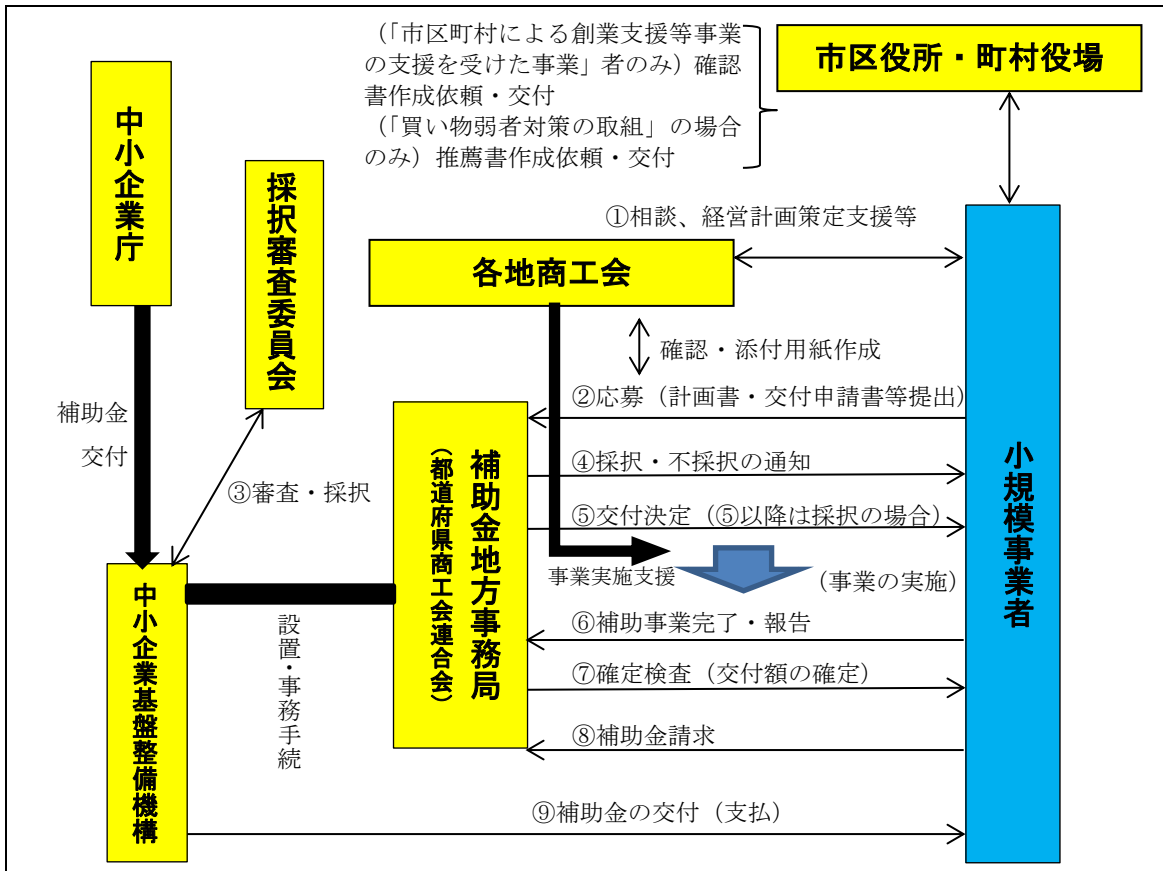 （「市区町村による創業支援等事業
の支援を受けた事業」者のみ）確認
書作成依頼・交付
（「買い物弱者対策の取組」の場合
のみ）推薦書作成依頼・交付
市区役所・町村役場
中小企業庁
採択審査委員会
①相談、経営計画策定支援等
各地商工会
確認・添付用紙作成
補助金
交付
②応募（計画書・交付申請書等提出）
③審査・採択
補助金地方事務局
（都道府県商工会連合会）
④採択・不採択の通知
⑤交付決定（⑤以降は採択の場合）
小規模事業者
事業実施支援
（事業の実施）
中小企業基盤整備機構
設置・事務手続
⑥補助事業完了・報告
⑦確定検査（交付額の確定）
⑧補助金請求
⑨補助金の交付（支払）